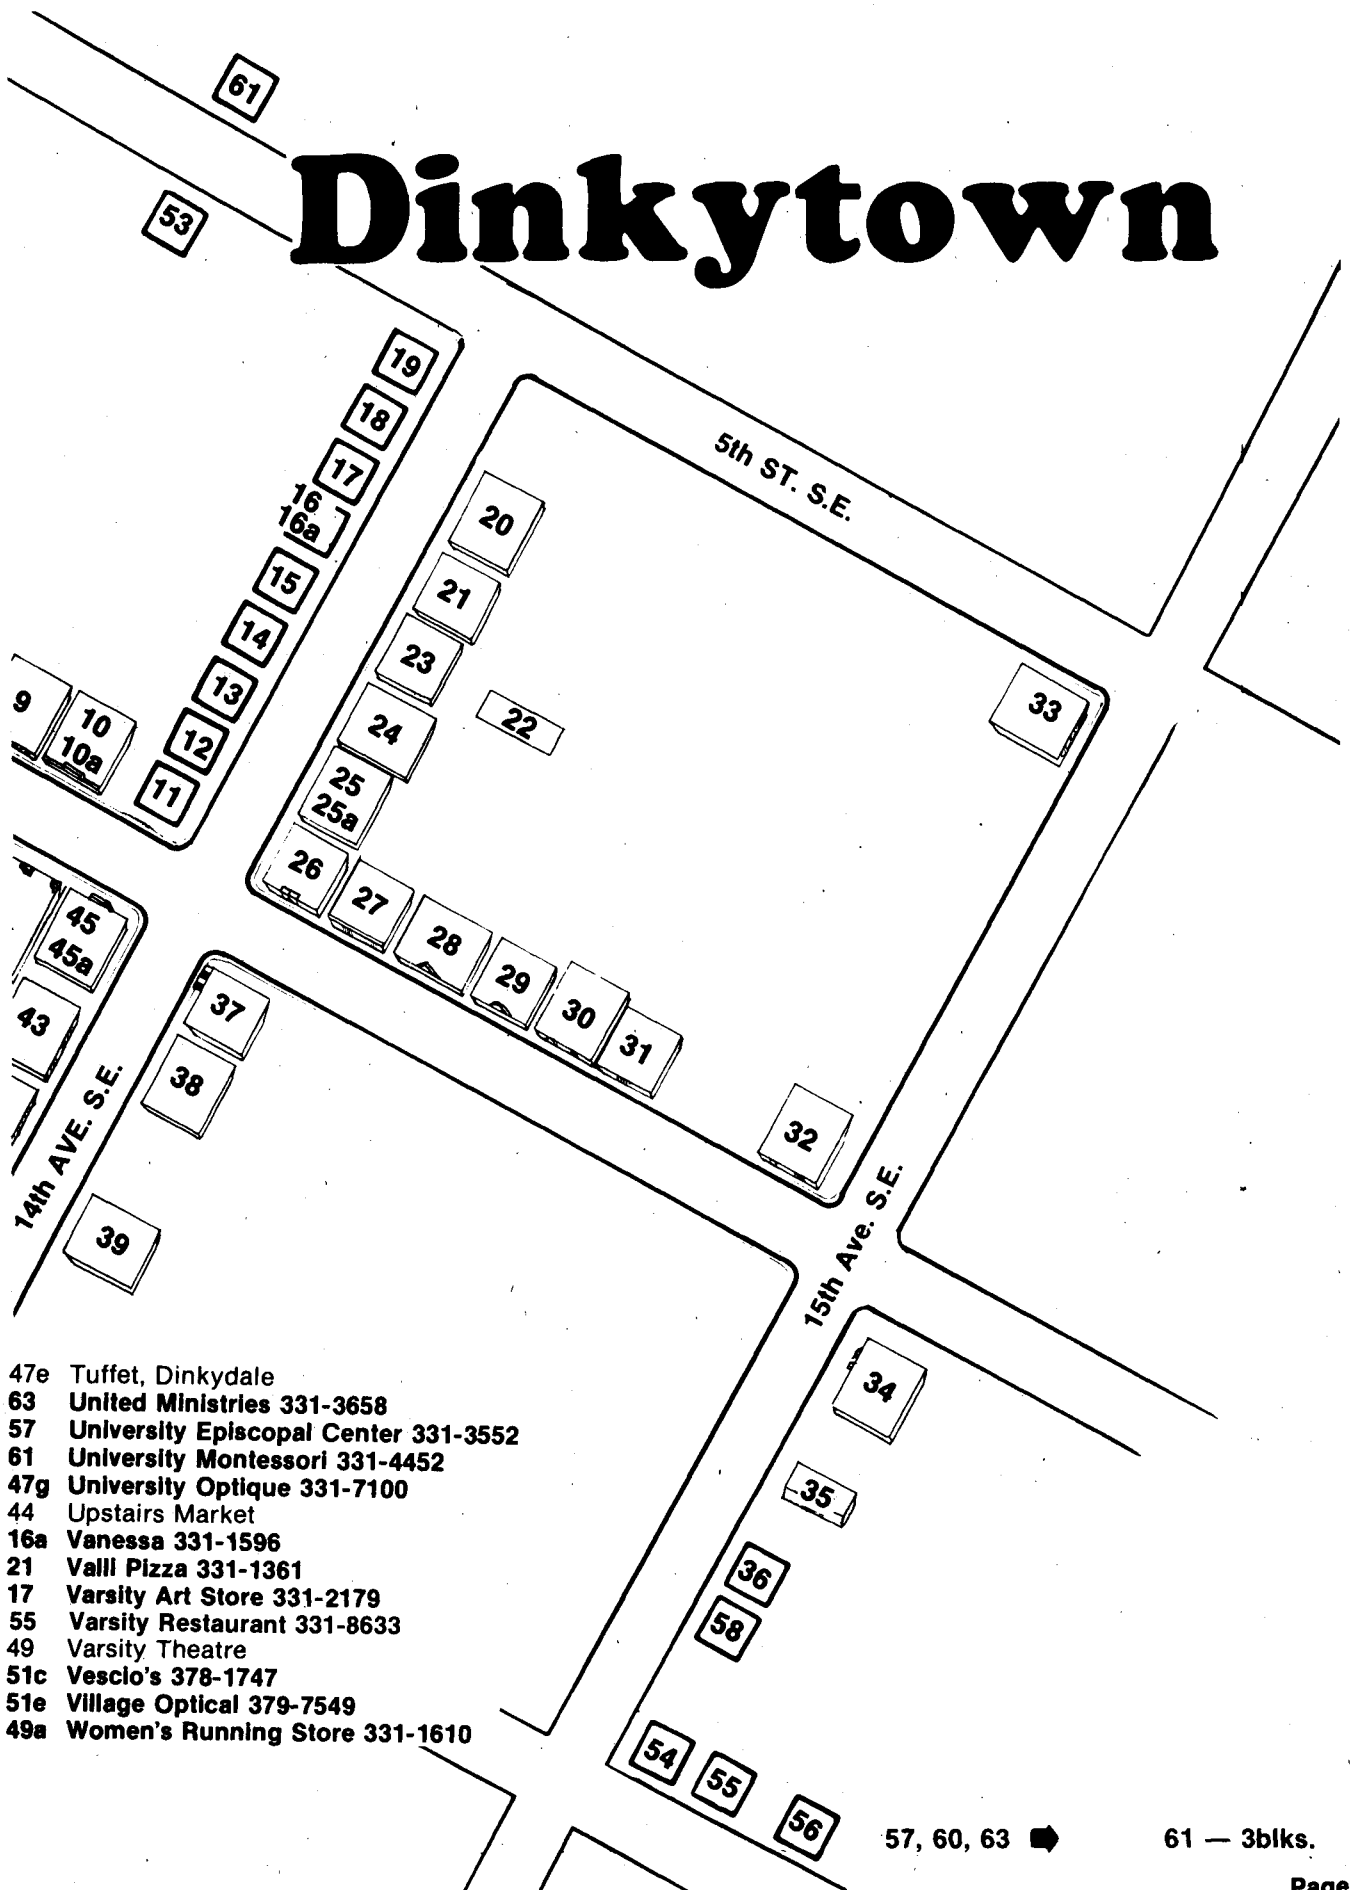 61
Dinkytown
53
19
18
17
16
16a
15
14
13
12
11
9
10
10a
5th ST. S.E.
20
21
23
22
24
25
25a
26
27
28
29
30
31
32
33
45
45a
43
37
38
39
14th AVE. S.E.
15th Ave. S.E.
34
35
36
58
54
55
56
47e Tuffet, Dinkydale
63 United Ministries 331-3658
57 University Episcopal Center 331-3552
61 University Montessori 331-4452
47g University Optique 331-7100
44 Upstairs Market
16a Vanessa 331-1596
21 Valli Pizza 331-1361
17 Varsity Art Store 331-2179
55 Varsity Restaurant 331-8633
49 Varsity Theatre
51c Vescio's 378-1747
51e Village Optical 379-7549
49a Women's Running Store 331-1610
57, 60, 63
61 — 3blks.
Page